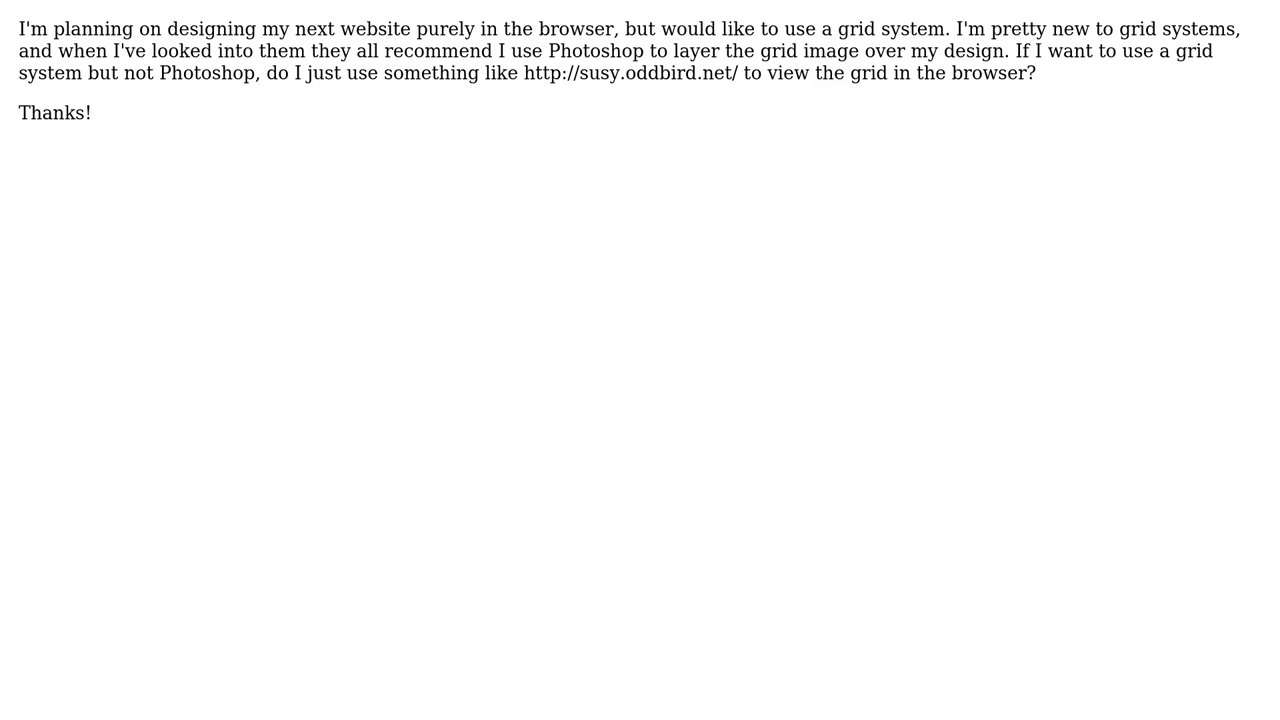 I'm planning on designing my next website purely in the browser, but would like to use a grid system. I'm pretty new to grid systems,
and when I've looked into them they all recommend I use Photoshop to layer the grid image over my design. If I want to use a grid
system but not Photoshop, do I just use something like http://susy.oddbird.net/ to view the grid in the browser?
Thanks!